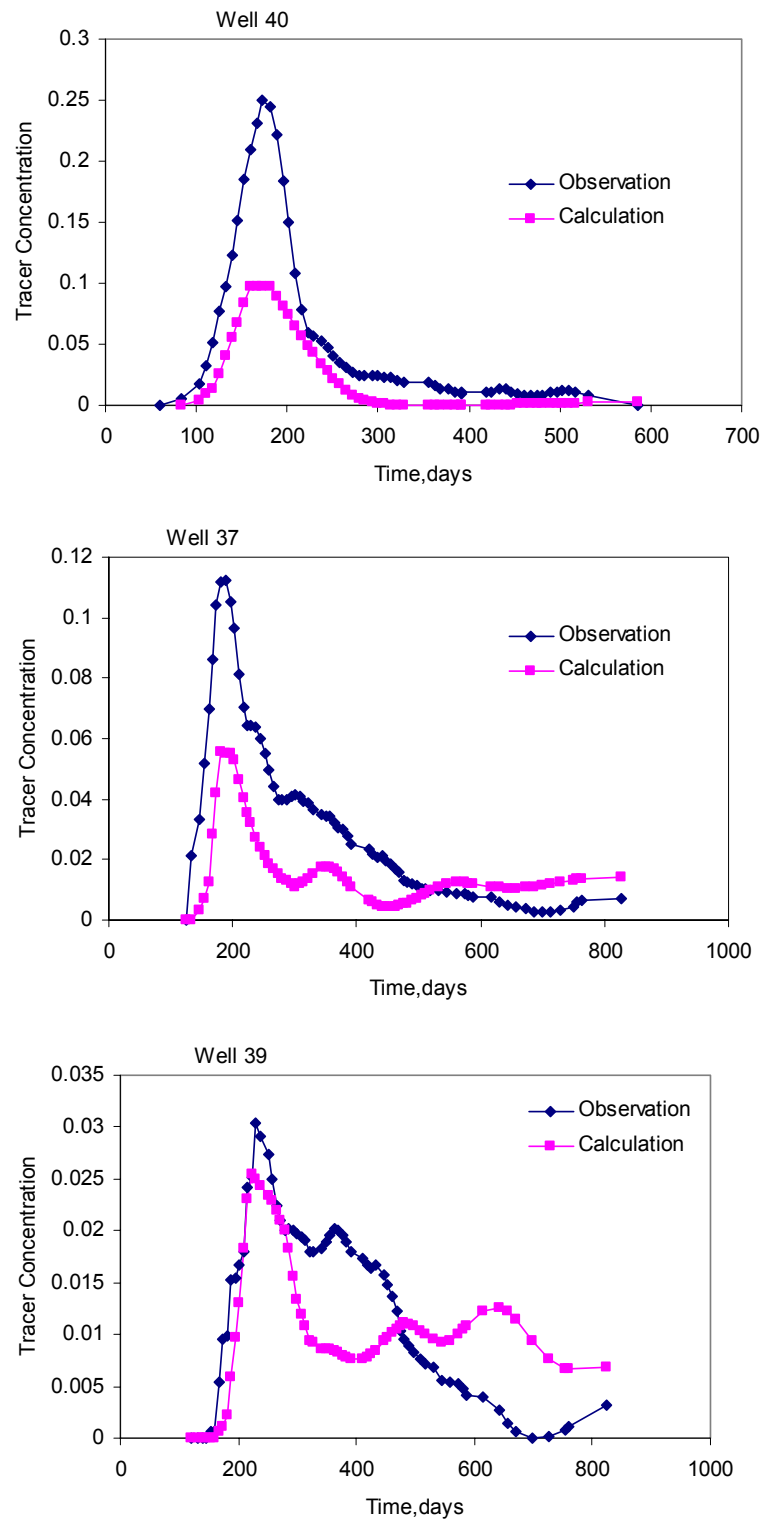 Well 40
0.3
0.25
0.2
0.15
0.1
0.05
0
Tracer Concentration
Observation
Calculation
0 100 200 300 400 500 600 700
Time,days
Well 37
0.12
0.1
0.08
0.06
0.04
0.02
0
Tracer Concentration
Observation
Calculation
0 200 400 600 800 1000
Time,days
Well 39
0.035
0.03
0.025
0.02
0.015
0.01
0.005
0
Tracer Concentration
Observation
Calculation
0 200 400 600 800 1000
Time,days